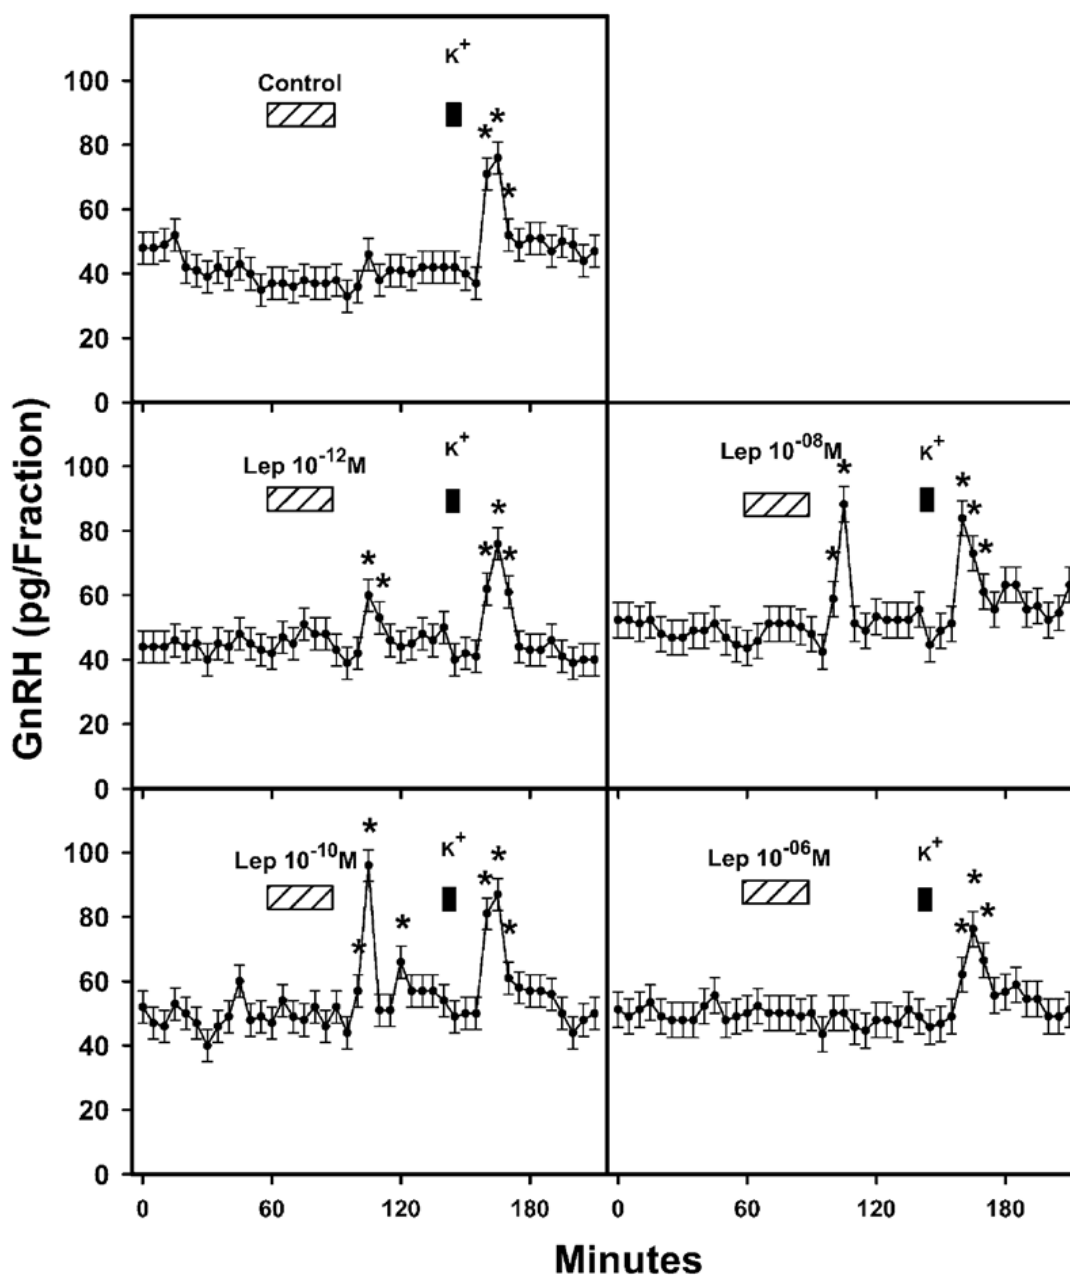 GnRH (pg/Fraction)
K⁺
Control
* * *
100
80
60
40
20
0
K⁺
Lep 10⁻¹²M
* * * * *
100
80
60
40
20
0
K⁺
Lep 10⁻⁰⁸M
* * * * *
K⁺
Lep 10⁻¹⁰M
* * * * * *
100
80
60
40
20
0
0 60 120 180
K⁺
Lep 10⁻⁰⁶M
* * *
0 60 120 180
Minutes